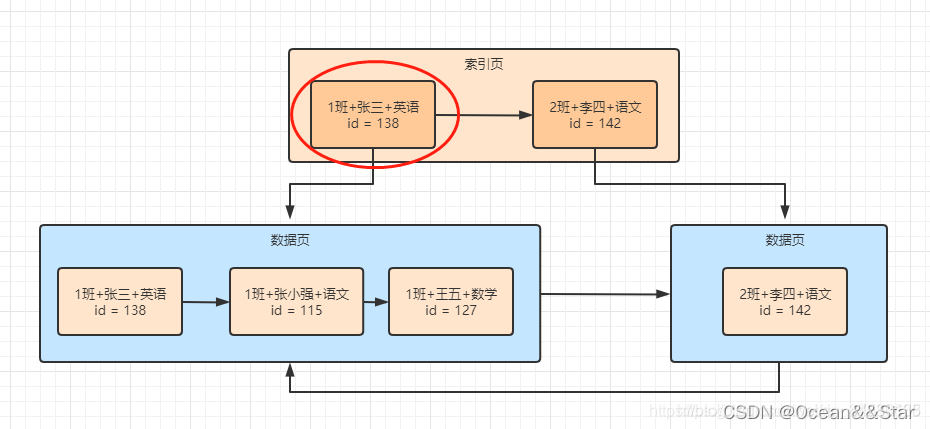 索引页
1班+张三+英语
id = 138
2班+李四+语文
id = 142
数据页
1班+张三+英语
id = 138
1班+张小强+语文
id = 115
1班+王五+数学
id = 127
数据页
2班+李四+语文
id = 142
CSDN @Ocean&&Star